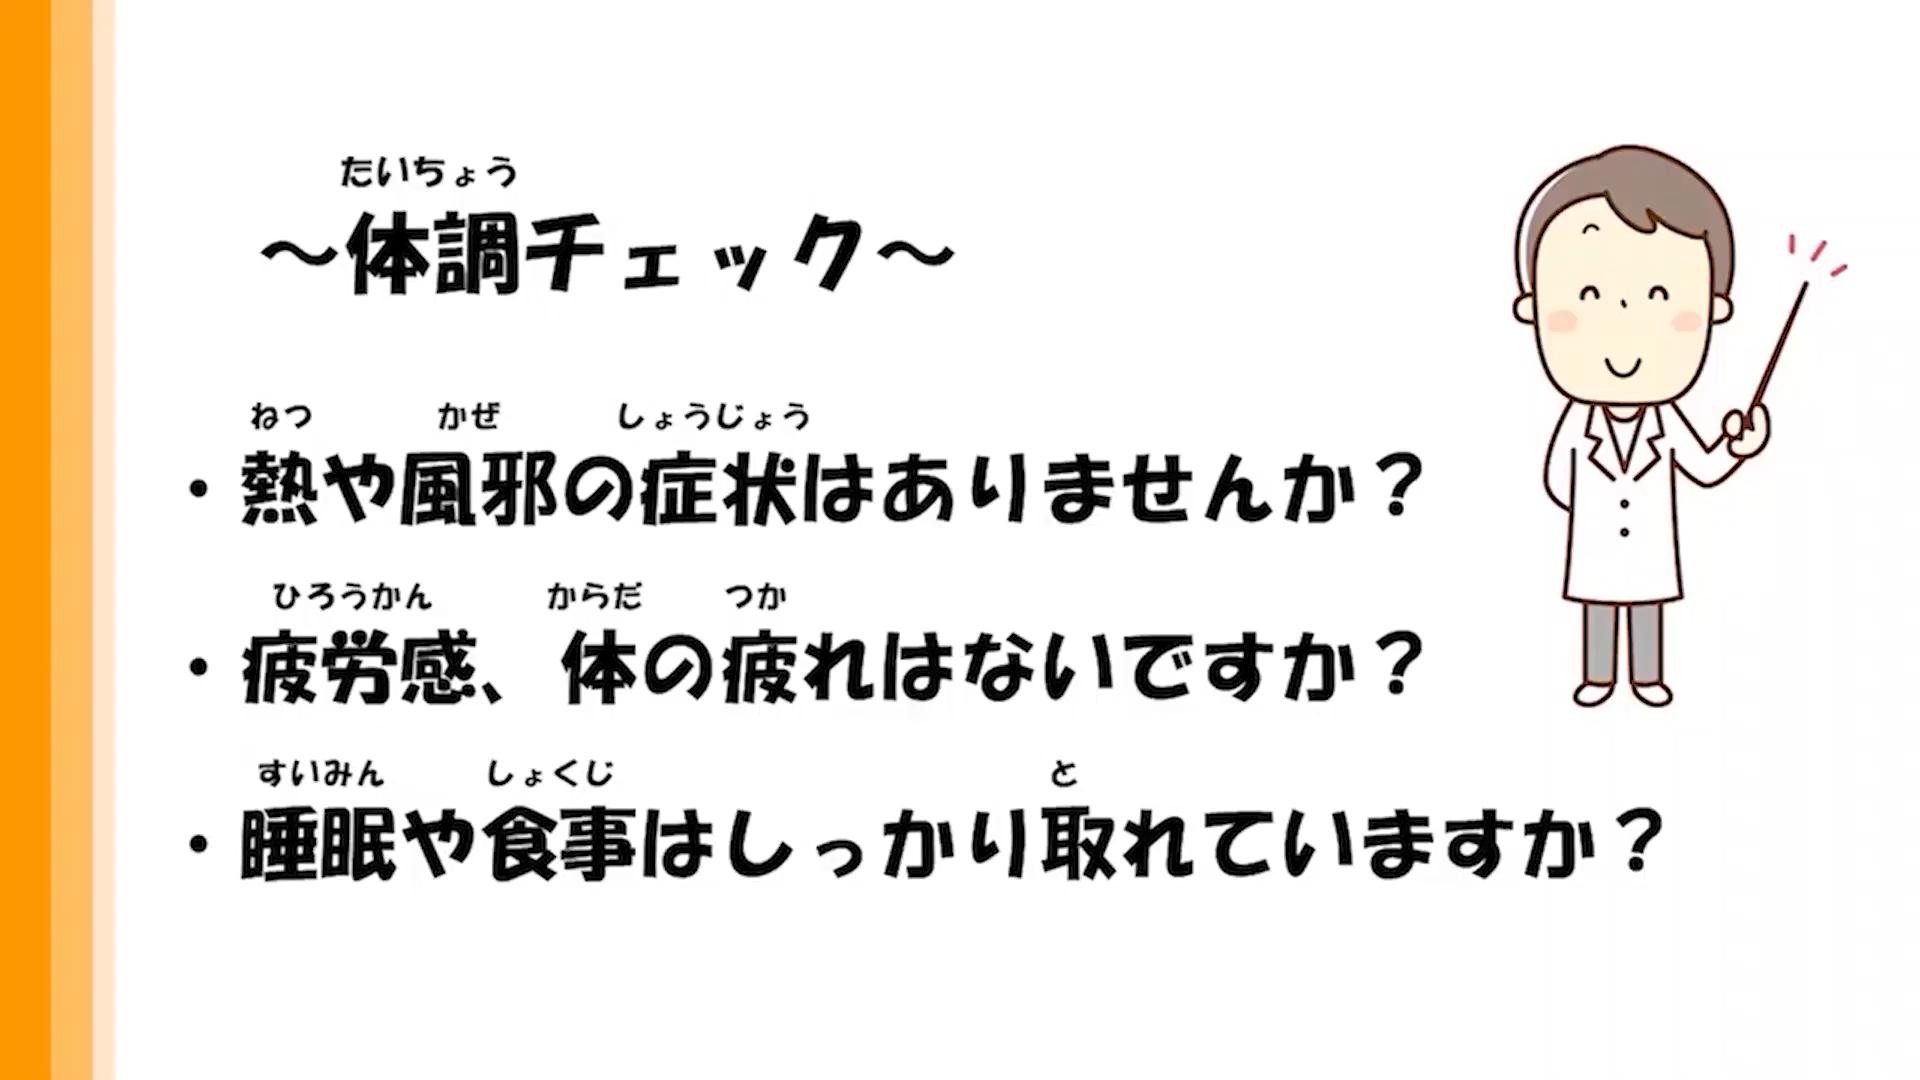 たいちょう
～体調チェック～
ねつ かぜ しょうじょう
・熱や風邪の症状はありませんか？
ひろうかん からだ つか
・疲労感、体の疲れはないですか？
すいみん しょくじ と
・睡眠や食事はしっかり取れていますか？